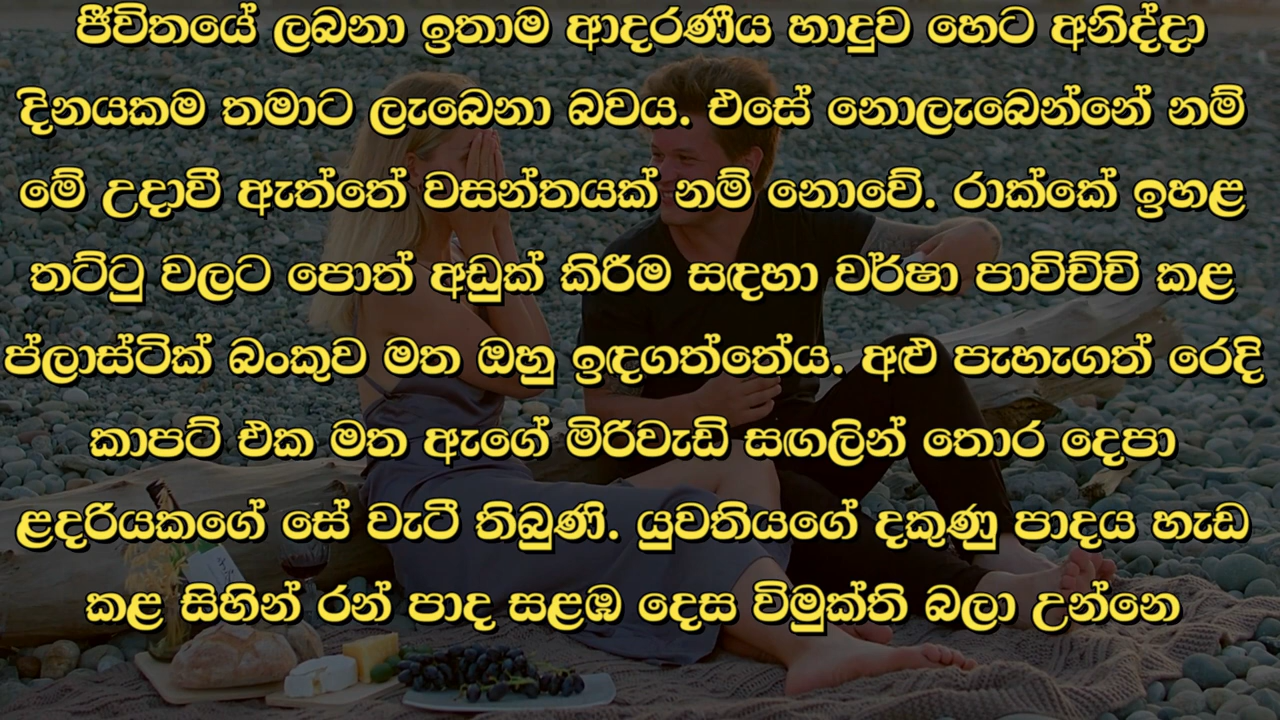 ජීවිතයේ ලබනා ඉතාම ආදරණීය හාදුව හෙට අනිද්දා
දිනයකම තමාට ලැබෙනා බවය. එසේ නොලැබෙන්නේ නම්
මේ උදාවී ඇත්තේ වසන්තයක් නම් නොවේ. රාක්කේ ඉහළ
තට්ටු වලට පොත් අඩුක් කිරීම සඳහා වර්ෂා පාවිච්චි කළ
ප්ලාස්ටික් බංකුව මත ඔහු ඉඳගත්තේය. අළු පැහැගත් රෙදි
කාපට් එක මත ඇගේ මිරිවැඩි සඟලින් තොර දෙපා
ළදරියකගේ සේ වැටී තිබුණි. යුවතියගේ දකුණු පාදය හැඩ
කළ සිහින් රන් පාද සළඹ දෙස විමුක්ති බලා උන්නෙ